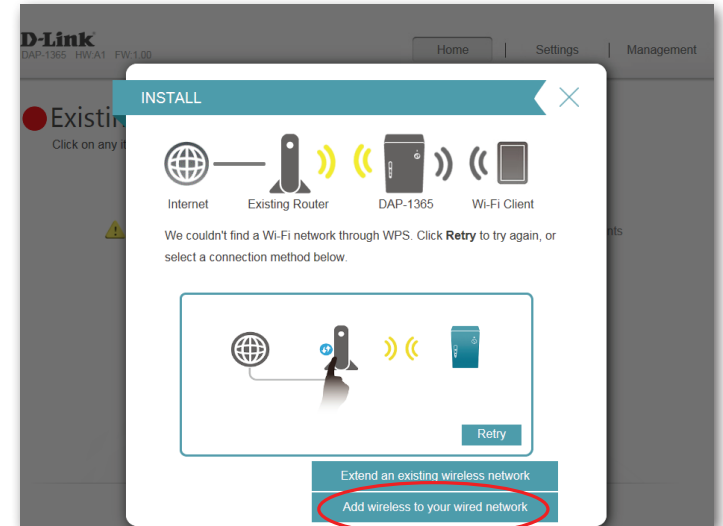 D-Link
DAP-1365 HW:A1 FW:1.00
Home | Settings | Management
INSTALL
Existin
Click on any it
Internet Existing Router DAP-1365 Wi-Fi Client
We couldn't find a Wi-Fi network through WPS. Click Retry to try again, or
select a connection method below.
nts
Retry
Extend an existing wireless network
Add wireless to your wired network